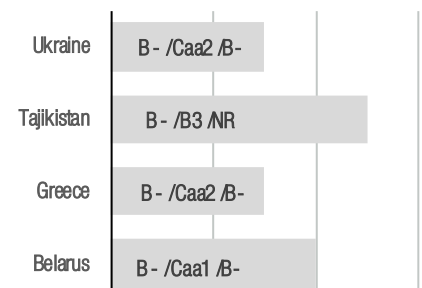 Ukraine B- /Caa2 /B-
Tajikistan B- /B3 /NR
Greece B- /Caa2 /B-
Belarus B- /Caa1 /B-